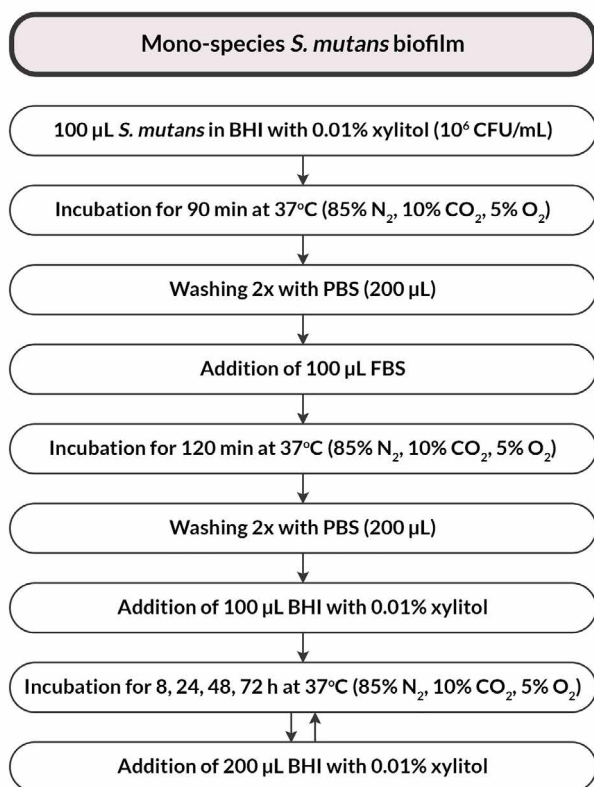 Mono-species S. mutans biofilm
100 µL S. mutans in BHI with 0.01% xylitol (10⁶ CFU/mL)
Incubation for 90 min at 37°C (85% N₂, 10% CO₂, 5% O₂)
Washing 2x with PBS (200 µL)
Addition of 100 µL FBS
Incubation for 120 min at 37°C (85% N₂, 10% CO₂, 5% O₂)
Washing 2x with PBS (200 µL)
Addition of 100 µL BHI with 0.01% xylitol
Incubation for 8, 24, 48, 72 h at 37°C (85% N₂, 10% CO₂, 5% O₂)
Addition of 200 µL BHI with 0.01% xylitol